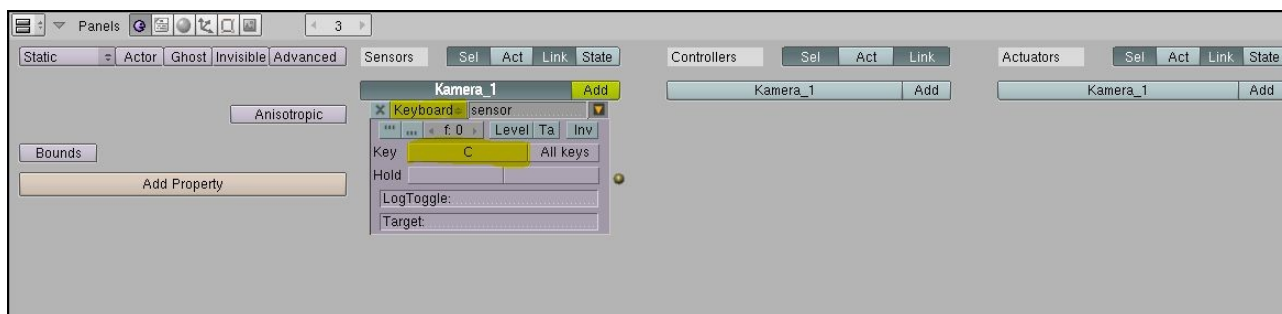 Panels 3
Static Actor Ghost Invisible Advanced Sensors Sel Act Link State Controllers Sel Act Link Actuators Sel Act Link State
Kamera_1 Add Kamera_1 Add Kamera_1 Add
Anisotropic X Keyboard sensor
f: 0 Level Ta Inv
Bounds Key C All keys
Add Property Hold
LogToggle:
Target: